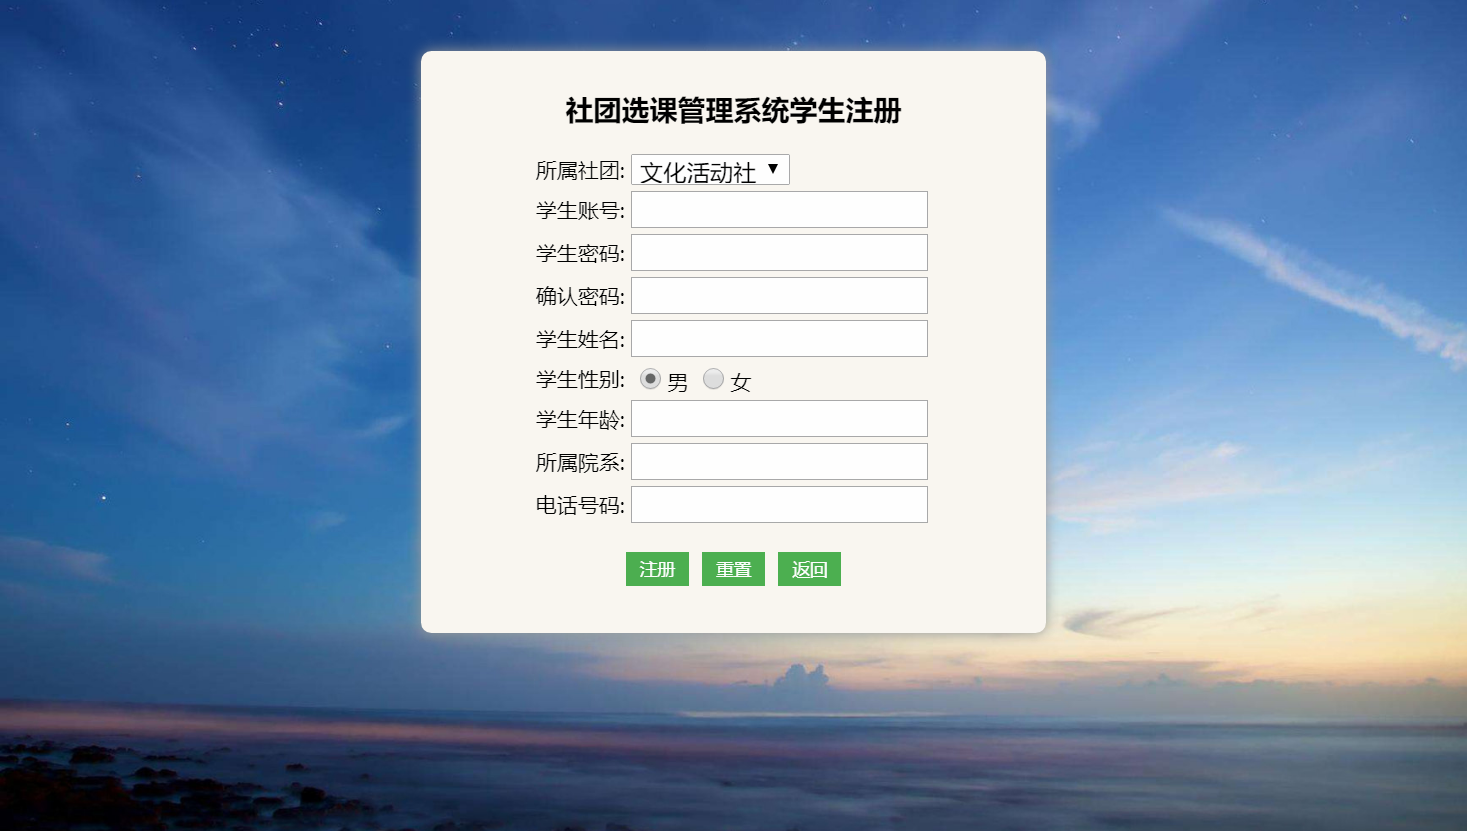 社团选课管理系统学生注册
所属社团: 文化活动社 ▼
学生账号:
学生密码:
确认密码:
学生姓名:
学生性别: 男 女
学生年龄:
所属院系:
电话号码:
注册 重置 返回